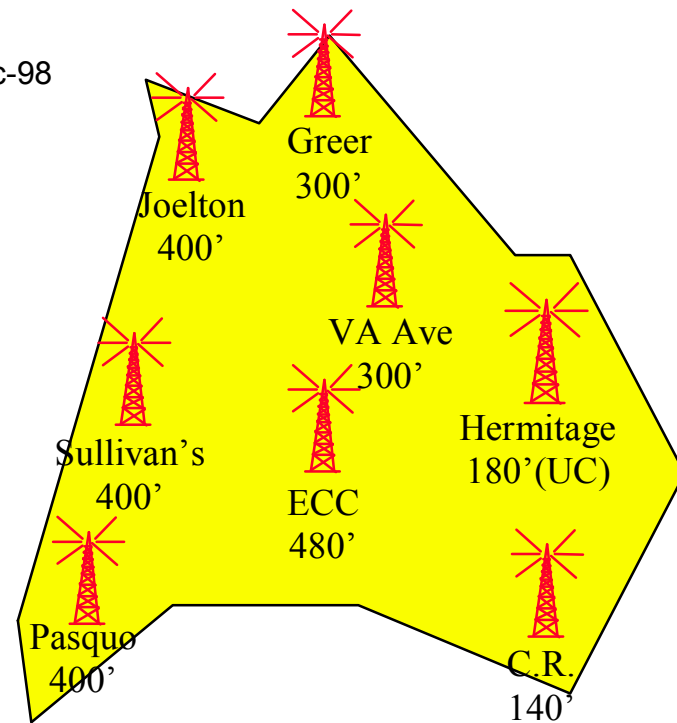 c-98
Greer
300’
Joelton
400’
VA Ave
300’
Hermitage
180’(UC)
Sullivan’s
400’
ECC
480’
Pasquo
400’
C.R.
140’